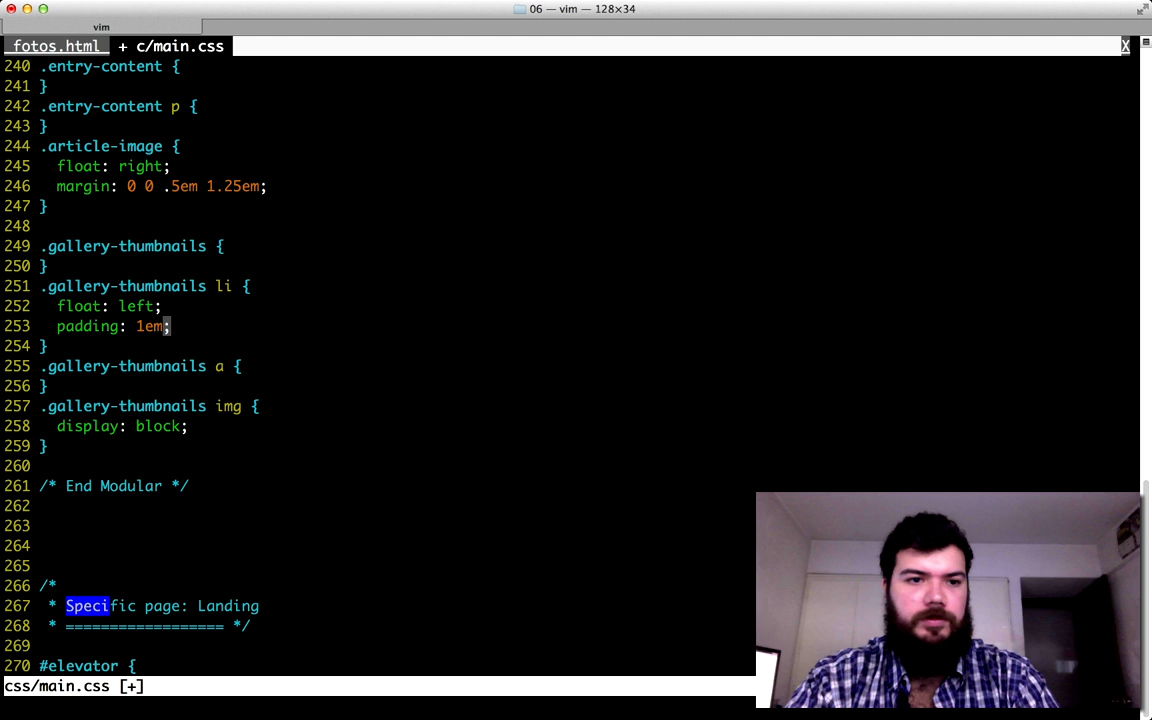 06 — vim — 128×34
vim
fotos.html + c/main.css X
240 .entry-content {
241 }
242 .entry-content p {
243 }
244 .article-image {
245 float: right;
246 margin: 0 0 .5em 1.25em;
247 }
248
249 .gallery-thumbnails {
250 }
251 .gallery-thumbnails li {
252 float: left;
253 padding: 1em;
254 }
255 .gallery-thumbnails a {
256 }
257 .gallery-thumbnails img {
258 display: block;
259 }
260
261 /* End Modular */
262
263
264
265
266 /*
267 * Specific page: Landing
268 * ================== */
269
270 #elevator {
css/main.css [+]